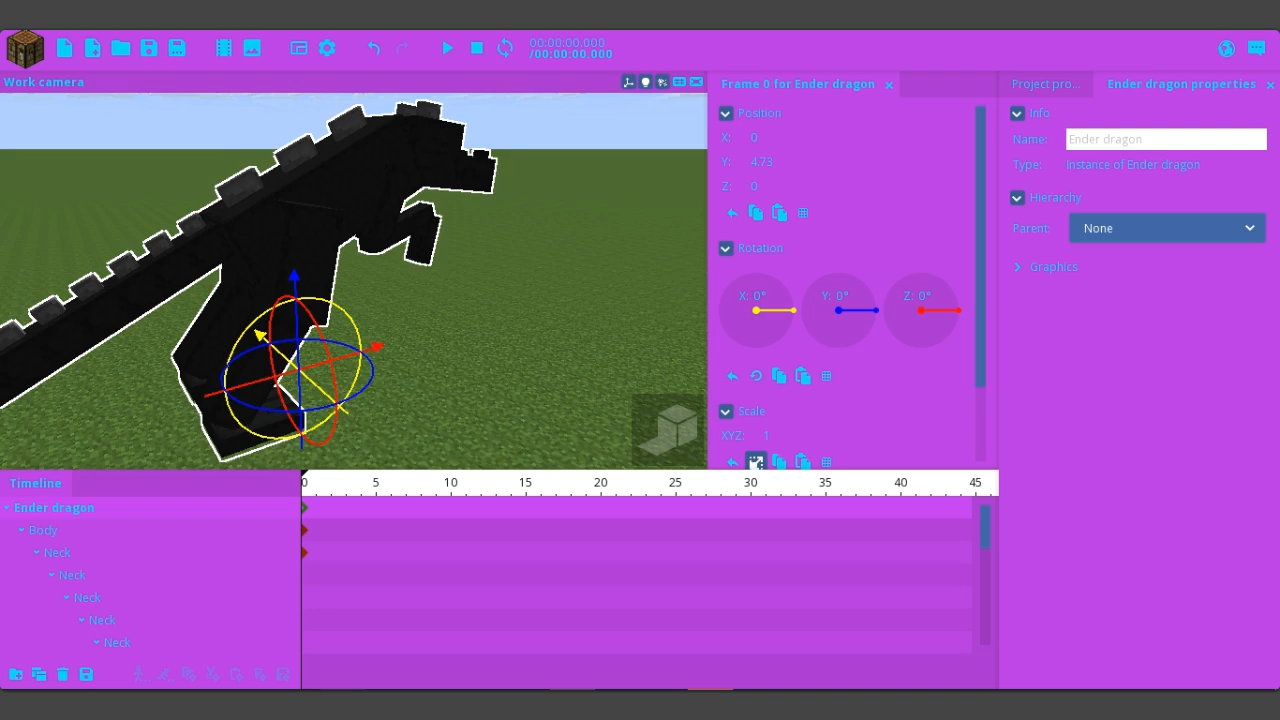 00:00:00.000
/00:00:00.000
Work camera
Frame 0 for Ender dragon
Project pro...
Ender dragon properties
Position
X: 0
Y: 4.73
Z: 0
Rotation
X: 0°
Y: 0°
Z: 0°
Scale
XYZ: 1
Info
Name: Ender dragon
Type: Instance of Ender dragon
Hierarchy
Parent: None
Graphics
Timeline
0 5 10 15 20 25 30 35 40 45
Ender dragon
Body
Neck
Neck
Neck
Neck
Neck